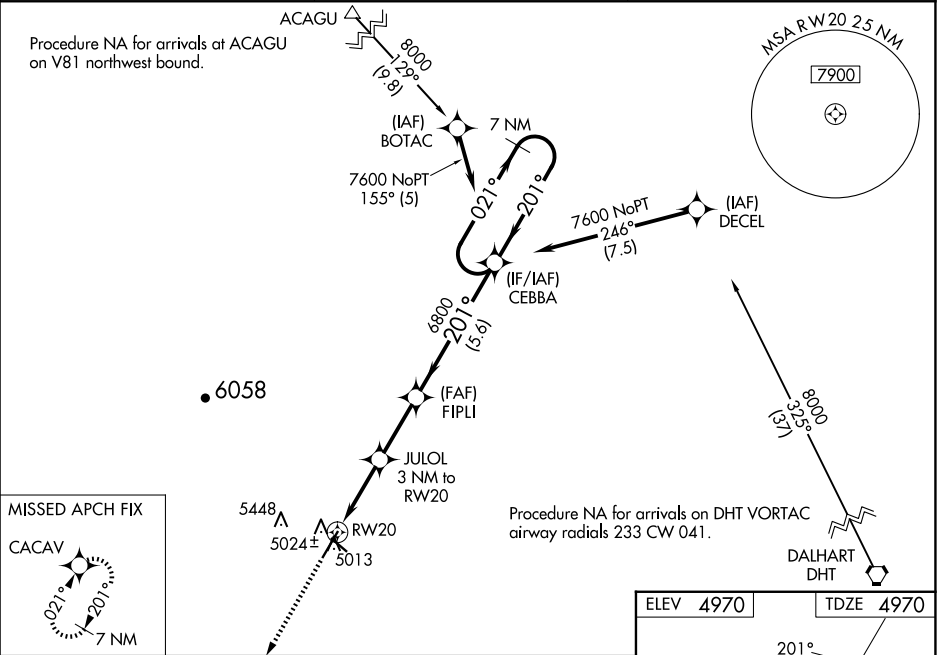 ACAGU
Procedure NA for arrivals at ACAGU
on V81 northwest bound.
8000
129°
(9.8)
MSA RW20 25 NM
7900
(IAF)
BOTAC
7 NM
7600 NoPT
155° (5)
021°
201°
7600 NoPT
246°
(7.5)
(IAF)
DECEL
(IF/IAF)
CEBBA
6800
201°
(5.6)
6058
(FAF)
FIPLI
8000
325°
(37)
JULOL
3 NM to
RW20
MISSED APCH FIX
CACAV
021°
201°
7 NM
5448
5024±
RW20
5013
Procedure NA for arrivals on DHT VORTAC
airway radials 233 CW 041.
DALHART
DHT
ELEV 4970
TDZE 4970
201°